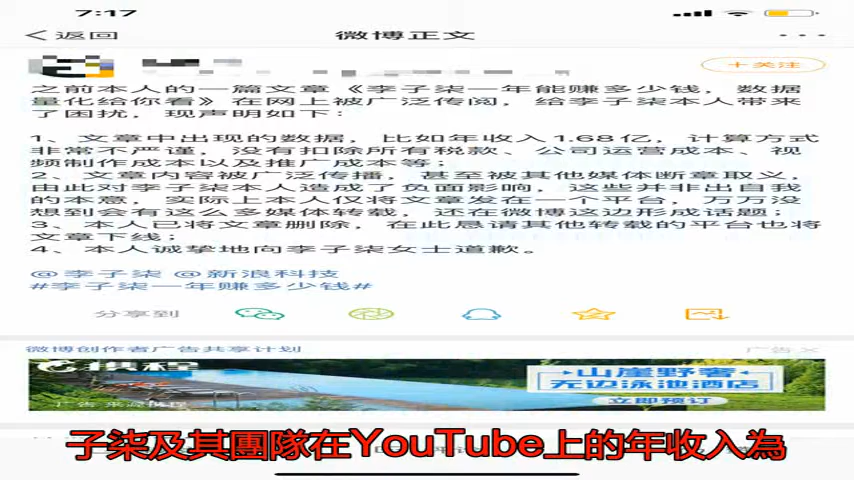 7:17
返回
微博正文
+关注
之前本人的一篇文章《李子柒一年能赚多少钱，数据
量化给你看》在网上被广泛传阅，给李子柒本人带来
了困扰，现声明如下：
1、文章中出现的数据，比如年收入1.68亿，计算方式
非常不严谨，没有扣除所有税款、公司运营成本、视
频制作成本以及推广成本等；
2、文章内容被广泛传播，甚至被其他媒体断章取义，
由此对李子柒本人造成了负面影响，这些并非出自我
的本意，实际上本人仅将文章发在一个平台，万万没
想到会有这么多媒体转载，还在微博这边形成话题；
3、本人已将文章删除，在此恳请其他转载的平台也将
文章下线；
4、本人诚挚地向李子柒女士道歉。
@李子柒 @新浪科技
#李子柒一年赚多少钱#
分享到
微博创作者广告共享计划
广告
携程
山崖野奢
无边泳池酒店
立即预订
子柒及其團隊在YouTube上的年收入為